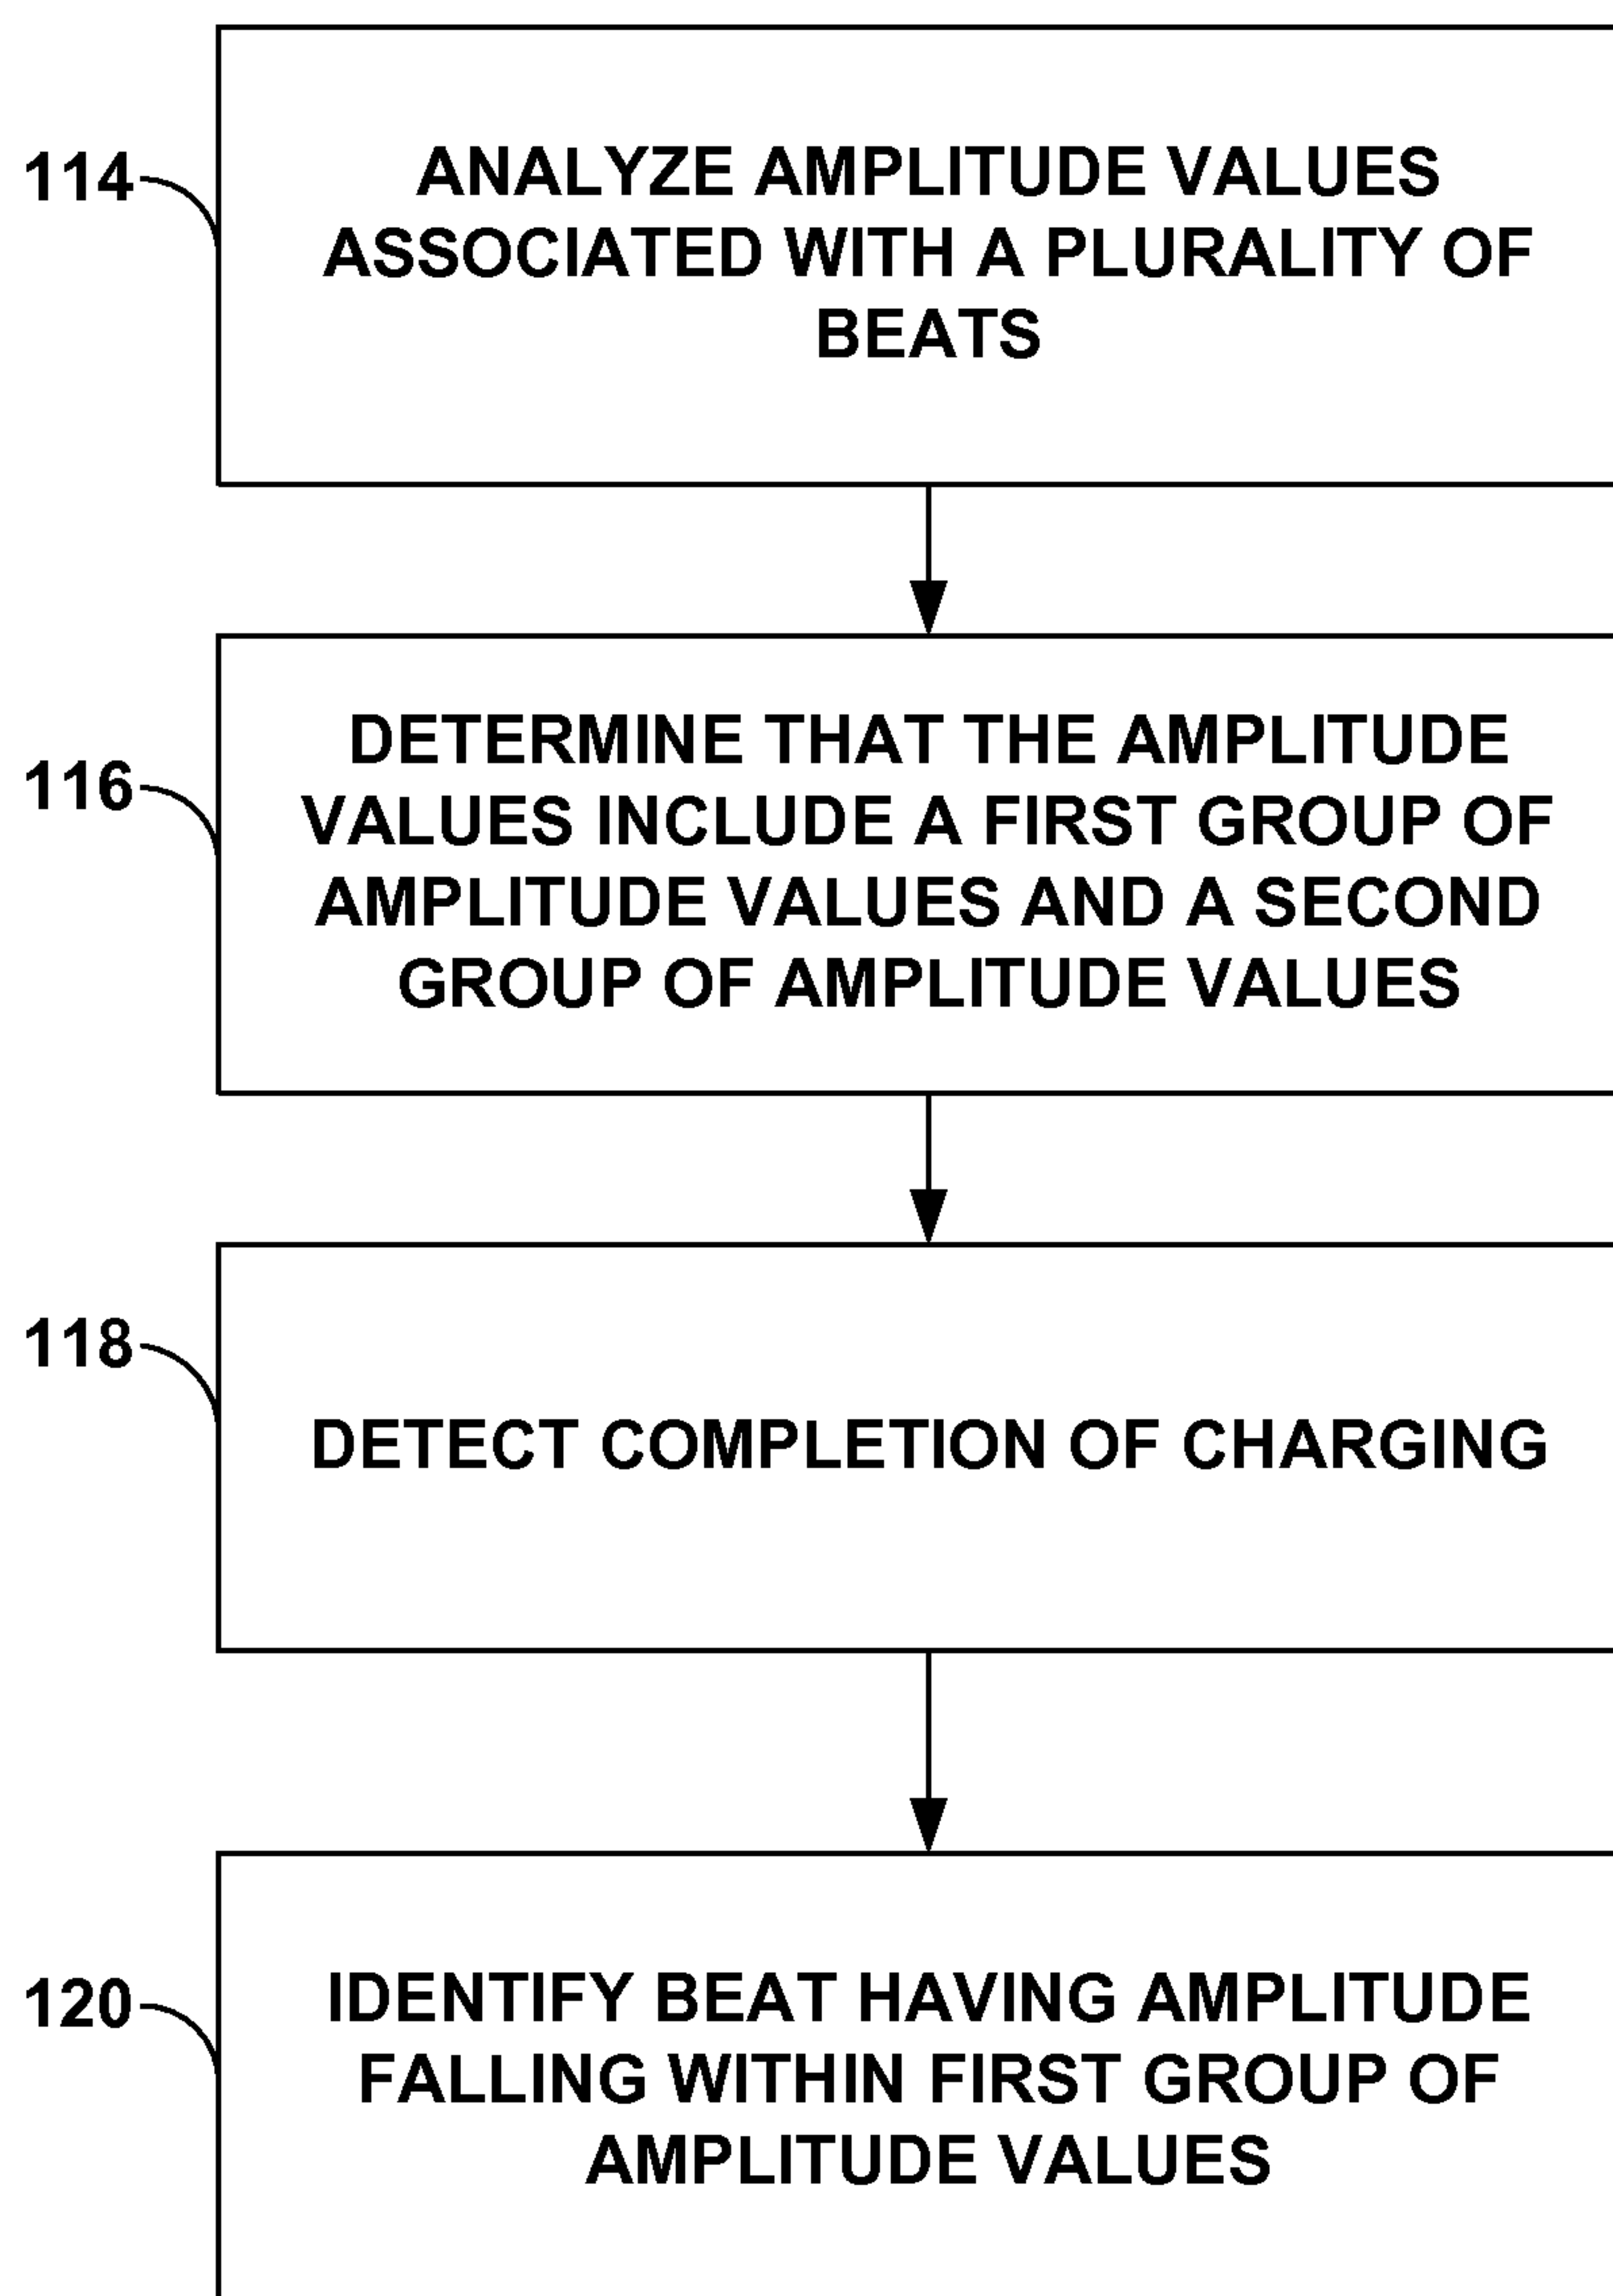 114
ANALYZE AMPLITUDE VALUES
ASSOCIATED WITH A PLURALITY OF
BEATS
116
DETERMINE THAT THE AMPLITUDE
VALUES INCLUDE A FIRST GROUP OF
AMPLITUDE VALUES AND A SECOND
GROUP OF AMPLITUDE VALUES
118
DETECT COMPLETION OF CHARGING
120
IDENTIFY BEAT HAVING AMPLITUDE
FALLING WITHIN FIRST GROUP OF
AMPLITUDE VALUES